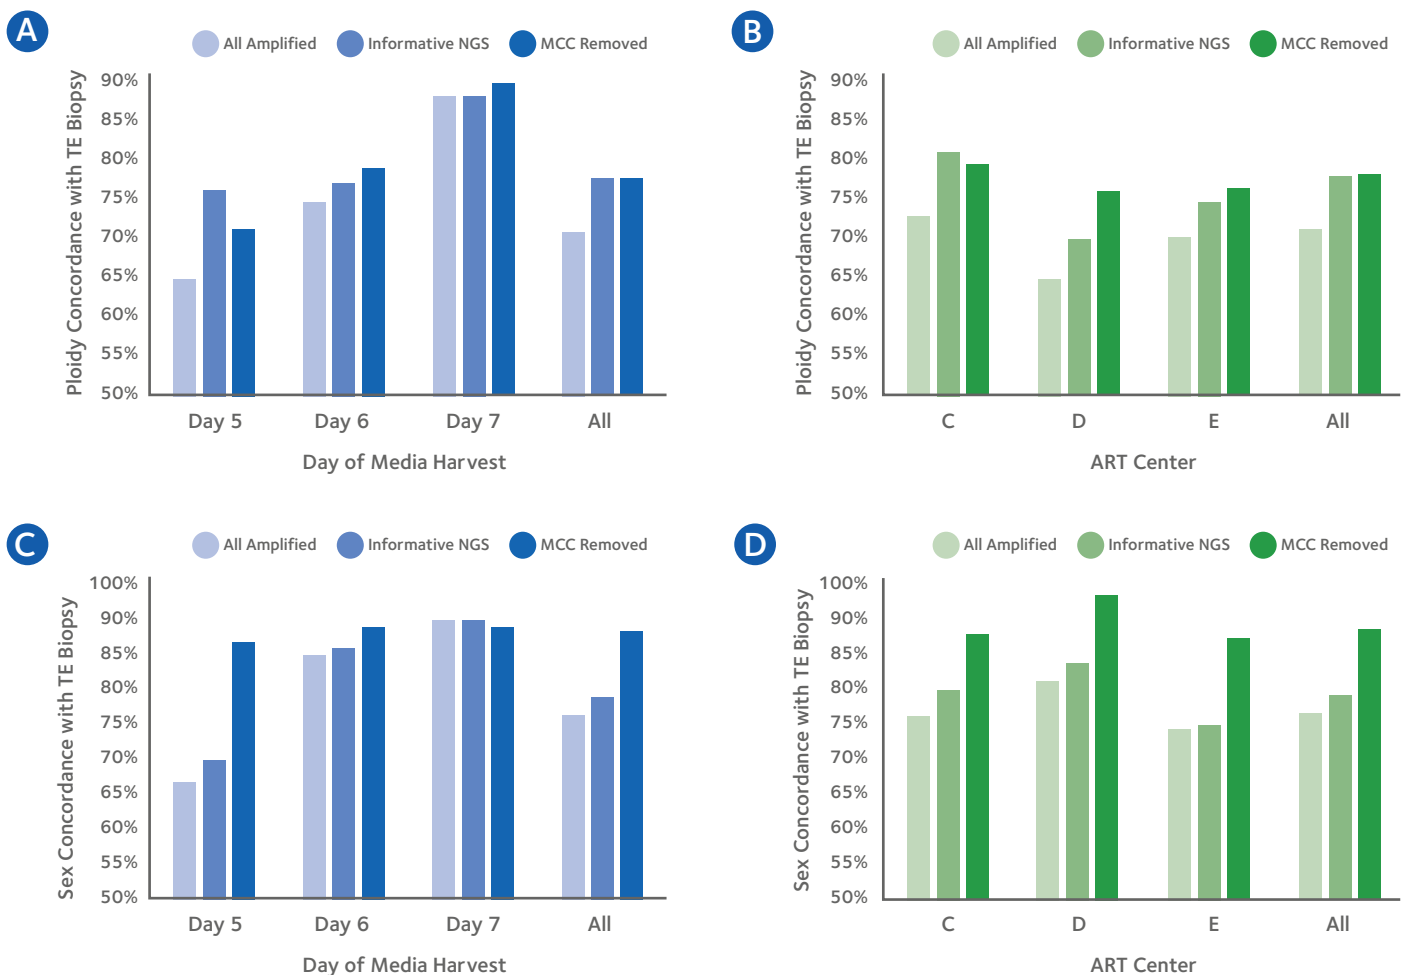 A
All Amplified Informative NGS MCC Removed
Ploidy Concordance with TE Biopsy
90%
85%
80%
75%
70%
65%
60%
55%
50%
Day 5 Day 6 Day 7 All
Day of Media Harvest
B
All Amplified Informative NGS MCC Removed
Ploidy Concordance with TE Biopsy
90%
85%
80%
75%
70%
65%
60%
55%
50%
C D E All
ART Center
C
All Amplified Informative NGS MCC Removed
Sex Concordance with TE Biopsy
100%
90%
85%
80%
75%
70%
65%
60%
55%
50%
Day 5 Day 6 Day 7 All
Day of Media Harvest
D
All Amplified Informative NGS MCC Removed
Sex Concordance with TE Biopsy
100%
90%
85%
80%
75%
70%
65%
60%
55%
50%
C D E All
ART Center